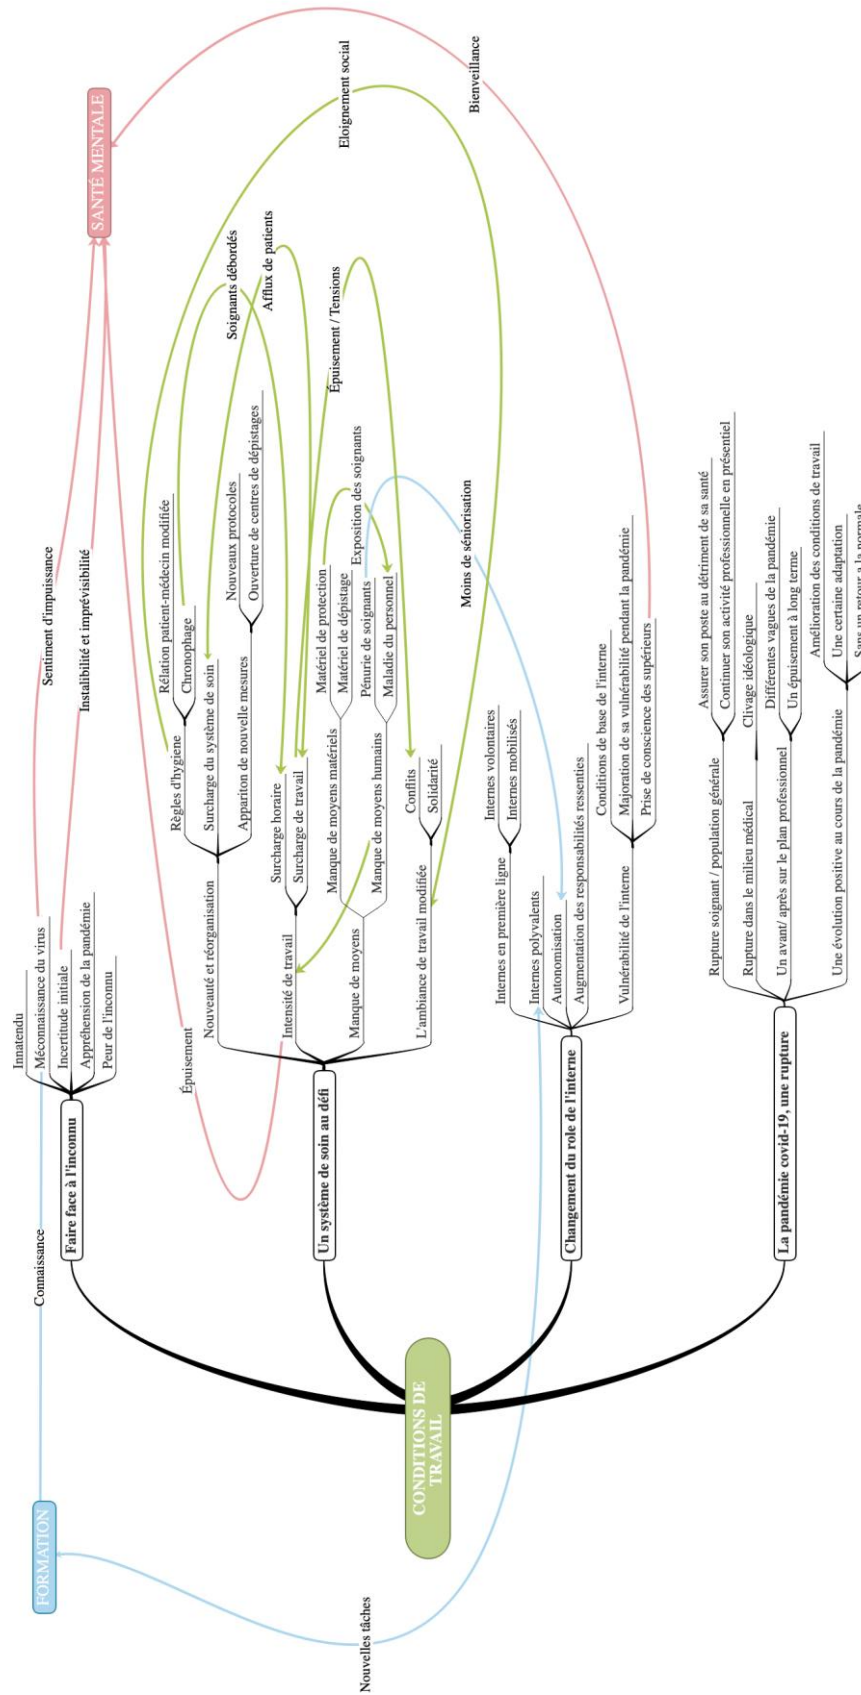 FORMATION
Connaissance
Nouvelles tâches
CONDITIONS DE
TRAVAIL
SANTÉ MENTALE
Sentiment d'impuissance
Instabilité et imprévisibilité
Épuisement
Bienveillance
Faire face à l'inconnu
Innatendu
Méconnaissance du virus
Incertitude initiale
Appréhension de la pandémie
Peur de l'inconnu
Un système de soin au défi
Nouveauté et réorganisation
Règles d'hygiene
Rélation patient-médecin modifiée
Chronophage
Surcharge du système de soin
Appariton de nouvelle mesures
Nouveaux protocoles
Ouverture de centres de dépistages
Intensité de travail
Surcharge horaire
Surcharge de travail
Manque de moyens
Manque de moyens matériels
Matériel de protection
Matériel de dépistage
Manque de moyens humains
Pénurie de soignants
Maladie du personnel
L'ambiance de travail modifiée
Conflits
Solidarité
Soignants débordés
Afflux de patients
Épuisement / Tensions
Eloignement social
Exposition des soignants
Moins de séniorisation
Changement du role de l'interne
Internes en première ligne
Internes volontaires
Internes mobilisés
Internes polyvalents
Autonomisation
Augmentation des responsabilités ressenties
Vulnérabilité de l'interne
Conditions de base de l'interne
Majoration de sa vulnérabilité pendant la pandémie
Prise de conscience des supérieurs
La pandémie covid-19, une rupture
Rupture soignant / population générale
Assurer son poste au détriment de sa santé
Continuer son activité professionnelle en présentiel
Rupture dans le milieu médical
Clivage idéologique
Un avant/ après sur le plan professionnel
Différentes vagues de la pandémie
Un épuisement à long terme
Une évolution positive au cours de la pandémie
Amélioration des conditions de travail
Une certaine adaptation
Sans un retour a la normale